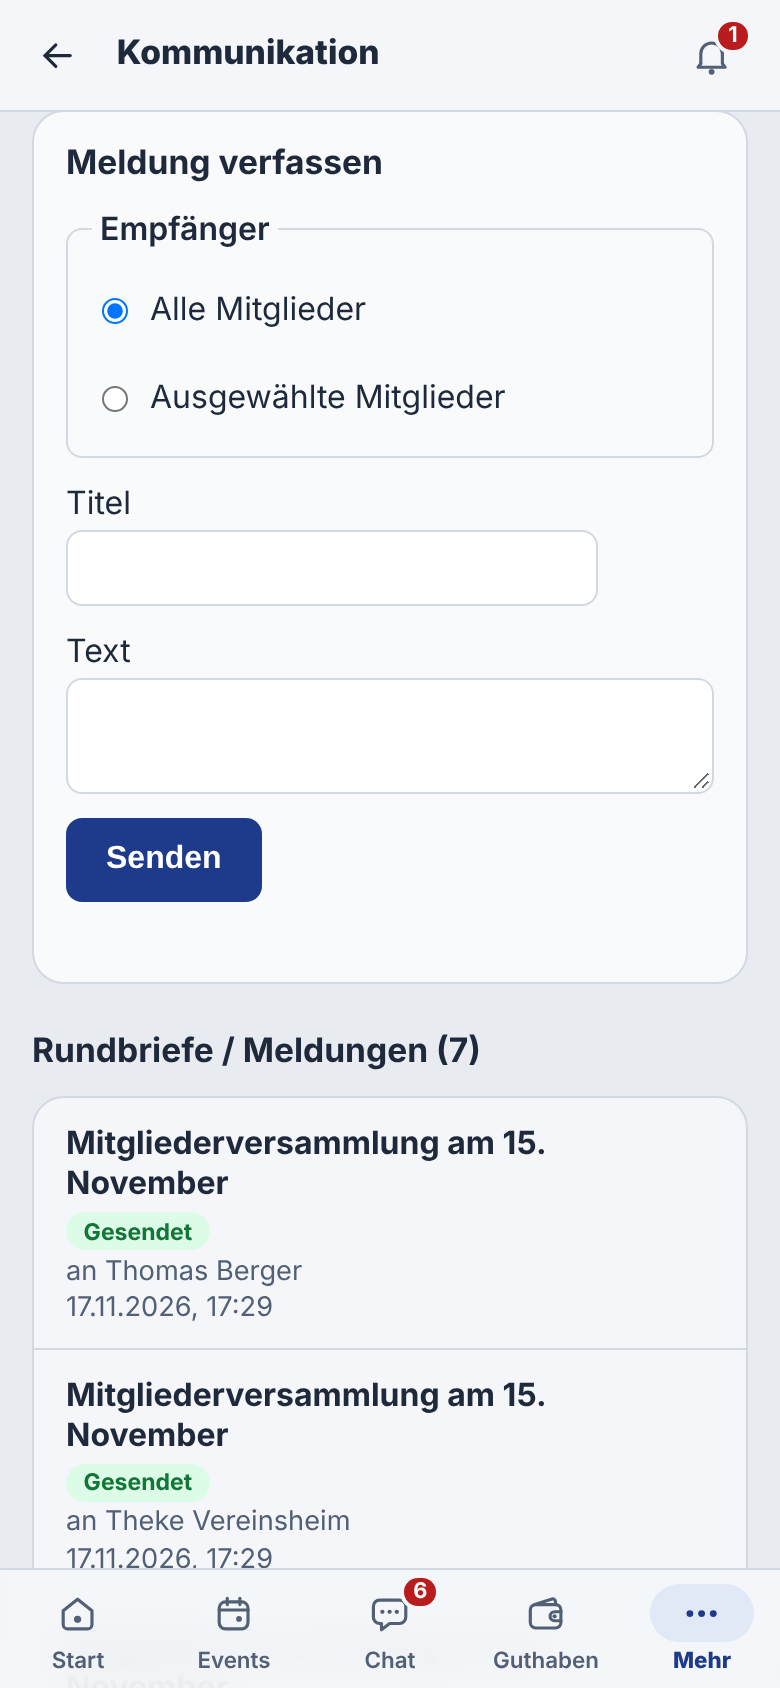 Kommunikation
1
Meldung verfassen
Empfänger
Alle Mitglieder
Ausgewählte Mitglieder
Titel
Text
Senden
Rundbriefe / Meldungen (7)
Mitgliederversammlung am 15.
November
Gesendet
an Thomas Berger
17.11.2026, 17:29
Mitgliederversammlung am 15.
November
Gesendet
an Theke Vereinsheim
17.11.2026, 17:29
6
Start
Events
Chat
Guthaben
Mehr
November